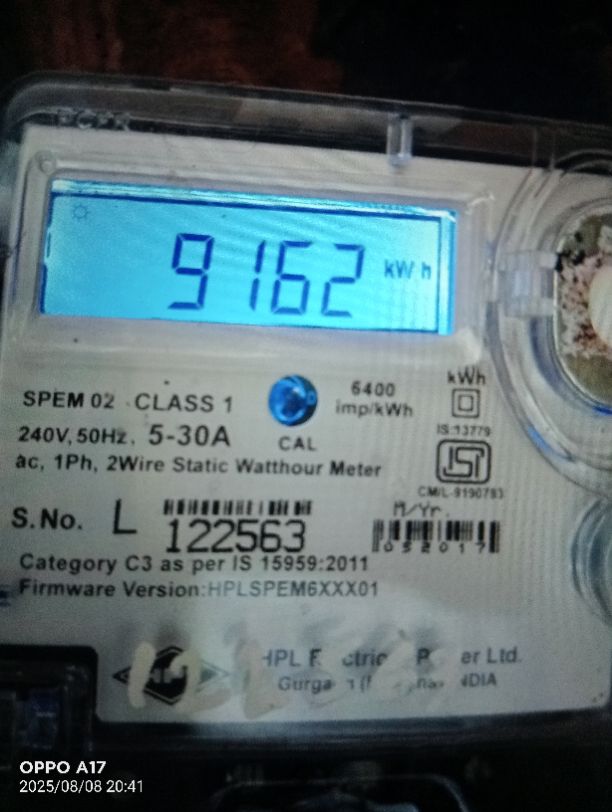 9162 kWh
SPEM 02 CLASS 1
6400
imp/kWh
kWh
240V, 50Hz. 5-30A
CAL
IS:13779
ac, 1Ph, 2Wire Static Watthour Meter
ISI
CM/L-9190783
S.No. L 122563
M/Yr.
052017
Category C3 as per IS 15959:2011
Firmware Version:HPLSPEM6XXX01
Ltd.
OPPO A17
2025/08/08 20:41